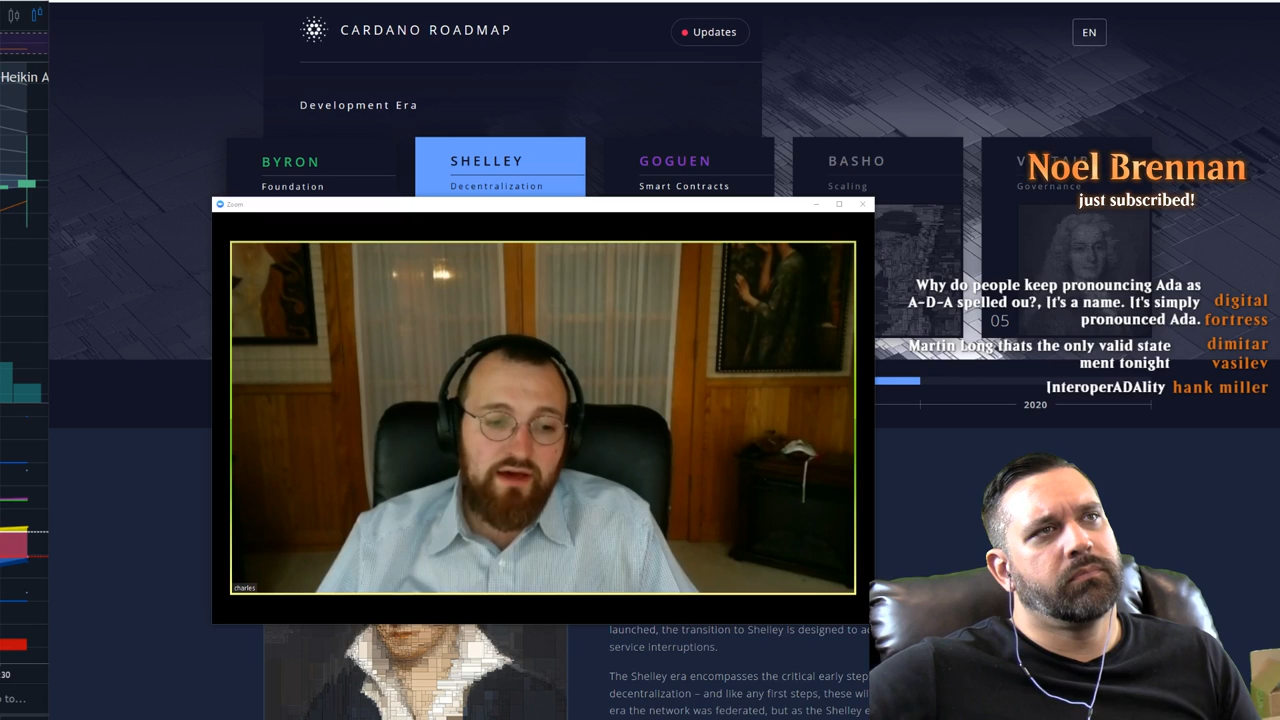 CARDANO ROADMAP
Updates
EN
Heikin A
Development Era
BYRON
Foundation
SHELLEY
Decentralization
GOGUEN
Smart Contracts
BASHO
Scaling
Governance
Noel Brennan
just subscribed!
Zoom
Why do people keep pronouncing Ada as
A-D-A spelled ou?, It's a name. It's simply
pronounced Ada.
digital
fortress
05
Martin Long thats the only valid state
ment tonight
dimitar
vasilev
InteroperADAlity hank miller
2020
charles
launched, the transition to Shelley is designed to
service interruptions.
The Shelley era encompasses the critical early step
decentralization – and like any first steps, these wil
era the network was federated, but as the Shelley e
:30
o to...